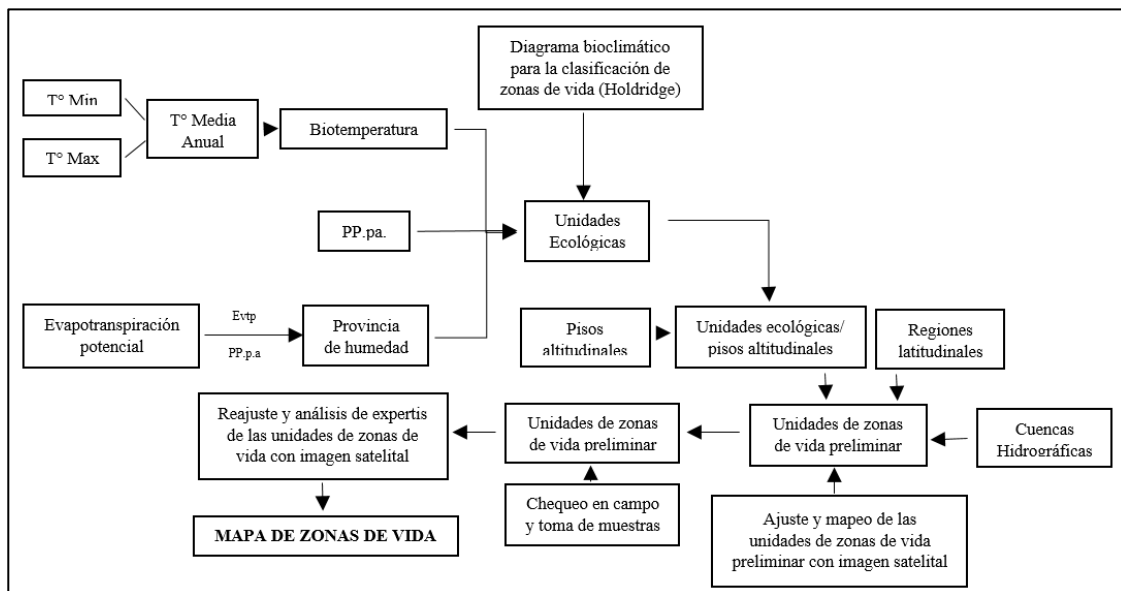 Diagrama bioclimático
para la clasificación de
zonas de vida (Holdridge)
T° Min
T° Media
Anual
Biotemperatura
T° Max
PP.pa.
Unidades
Ecológicas
Evapotranspiración
potencial
Evtp
PP.p.a
Provincia
de humedad
Pisos
altitudinales
Unidades ecológicas/
pisos altitudinales
Regiones
latitudinales
Reajuste y análisis de expertis
de las unidades de zonas de
vida con imagen satelital
Unidades de zonas
de vida preliminar
Unidades de zonas
de vida preliminar
Cuencas
Hidrográficas
Chequeo en campo
y toma de muestras
Ajuste y mapeo de las
unidades de zonas de vida
preliminar con imagen satelital
MAPA DE ZONAS DE VIDA